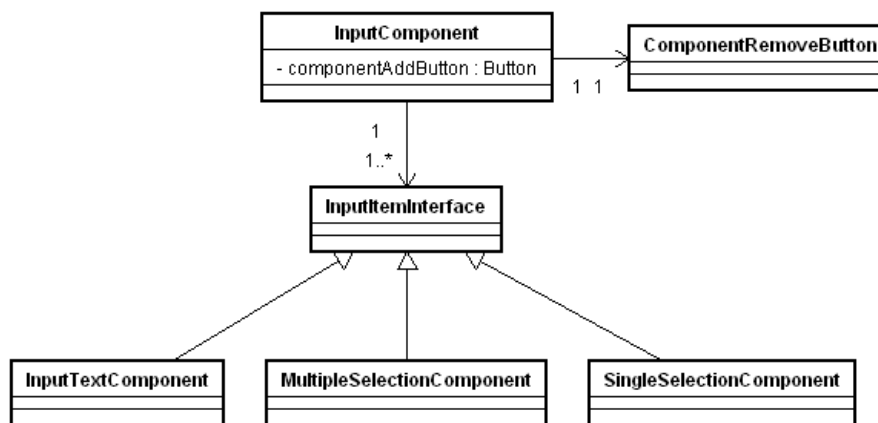 InputComponent
- componentAddButton : Button
ComponentRemoveButton
1 1
1
1..*
InputItemInterface
InputTextComponent
MultipleSelectionComponent
SingleSelectionComponent